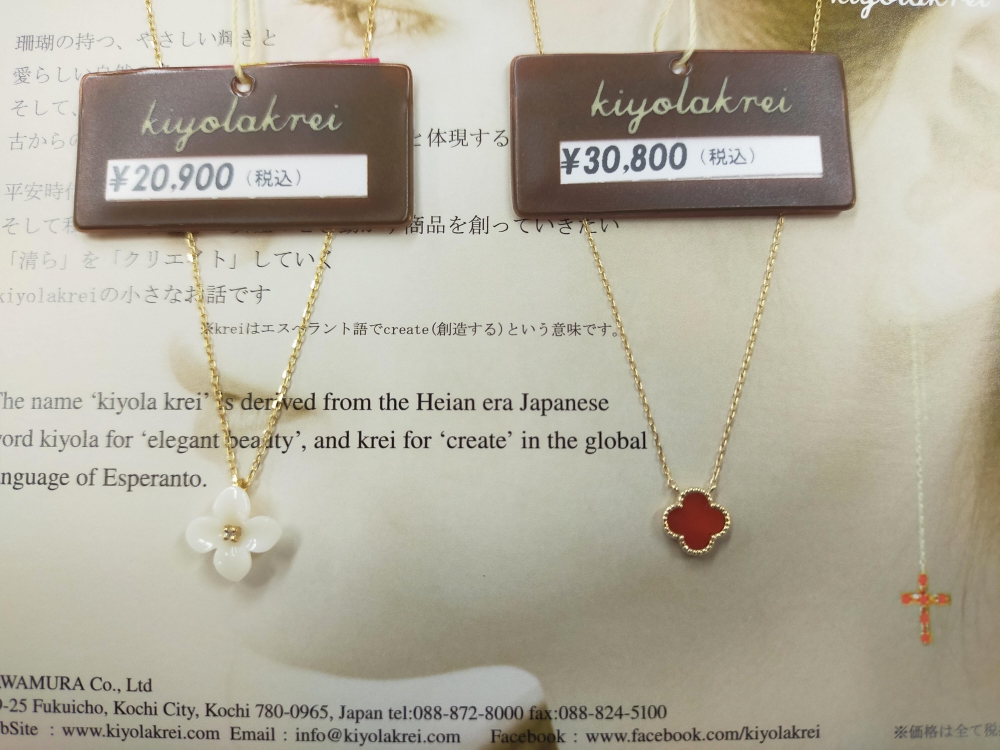 kiyolakrei
珊瑚の持つ、やさしい輝きと
愛らしい
そして、
kiyolakrei
kiyolakrei
¥20,900（税込）
¥30,800（税込）
古からの
と体現する
平安時代
そして
商品を創っていきたい
「清ら」を「クリエイト」していく
kiyolakreiの小さなお話です
※kreiはエスペラント語でcreate(創造する)という意味です。
The name ‘kiyola krei’ is derived from the Heian era Japanese
word kiyola for ‘elegant beauty’, and krei for ‘create’ in the global
nguage of Esperanto.
WAMURA Co., Ltd
-25 Fukuicho, Kochi City, Kochi 780-0965, Japan tel:088-872-8000 fax:088-824-5100
bSite : www.kiyolakrei.com Email : info@kiyolakrei.com Facebook : www.facebook.com/kiyolakrei
※価格は全て税